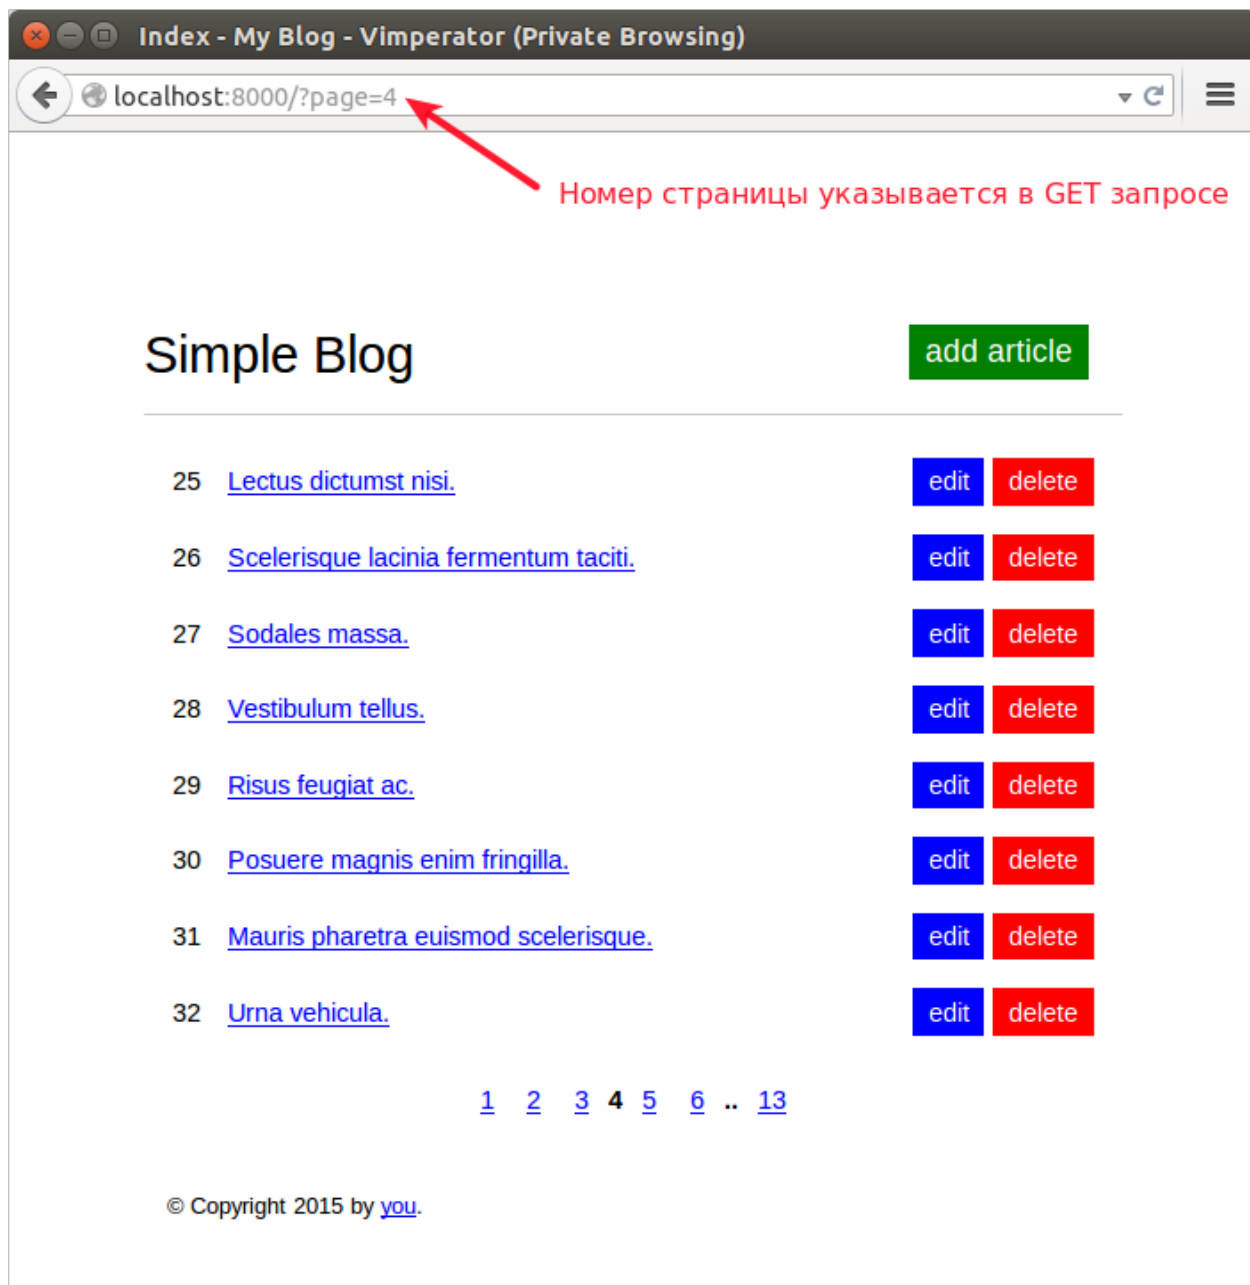 Index - My Blog - Vimperator (Private Browsing)
localhost:8000/?page=4
Номер страницы указывается в GET запросе
Simple Blog add article
25 Lectus dictumst nisi. edit delete
26 Scelerisque lacinia fermentum taciti. edit delete
27 Sodales massa. edit delete
28 Vestibulum tellus. edit delete
29 Risus feugiat ac. edit delete
30 Posuere magnis enim fringilla. edit delete
31 Mauris pharetra euismod scelerisque. edit delete
32 Urna vehicula. edit delete
1 2 3 4 5 6 .. 13
© Copyright 2015 by you.